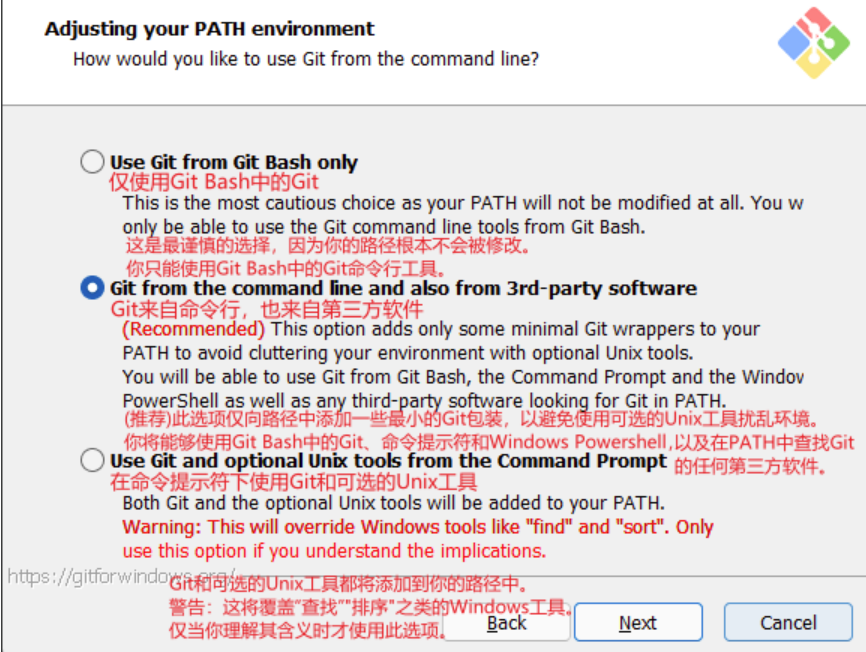 Adjusting your PATH environment
How would you like to use Git from the command line?
Use Git from Git Bash only
仅使用Git Bash中的Git
This is the most cautious choice as your PATH will not be modified at all. You w
only be able to use the Git command line tools from Git Bash.
这是最谨慎的选择，因为你的路径根本不会被修改。
你只能使用Git Bash中的Git命令行工具。
Git from the command line and also from 3rd-party software
Git来自命令行，也来自第三方软件
(Recommended) This option adds only some minimal Git wrappers to your
PATH to avoid cluttering your environment with optional Unix tools.
You will be able to use Git from Git Bash, the Command Prompt and the Window
PowerShell as well as any third-party software looking for Git in PATH.
(推荐)此选项仅向路径中添加一些最小的Git包装，以避免使用可选的Unix工具扰乱环境。
你将能够使用Git Bash中的Git、命令提示符和Windows Powershell,以及在PATH中查找Git
的任何第三方软件。
Use Git and optional Unix tools from the Command Prompt
在命令提示符下使用Git和可选的Unix工具
Both Git and the optional Unix tools will be added to your PATH.
Warning: This will override Windows tools like "find" and "sort". Only
use this option if you understand the implications.
https://gitforwindows.org/
Git和可选的Unix工具都将添加到你的路径中。
警告：这将覆盖“查找”“排序”之类的Windows工具。
仅当你理解其含义时才使用此选项。
Back
Next
Cancel